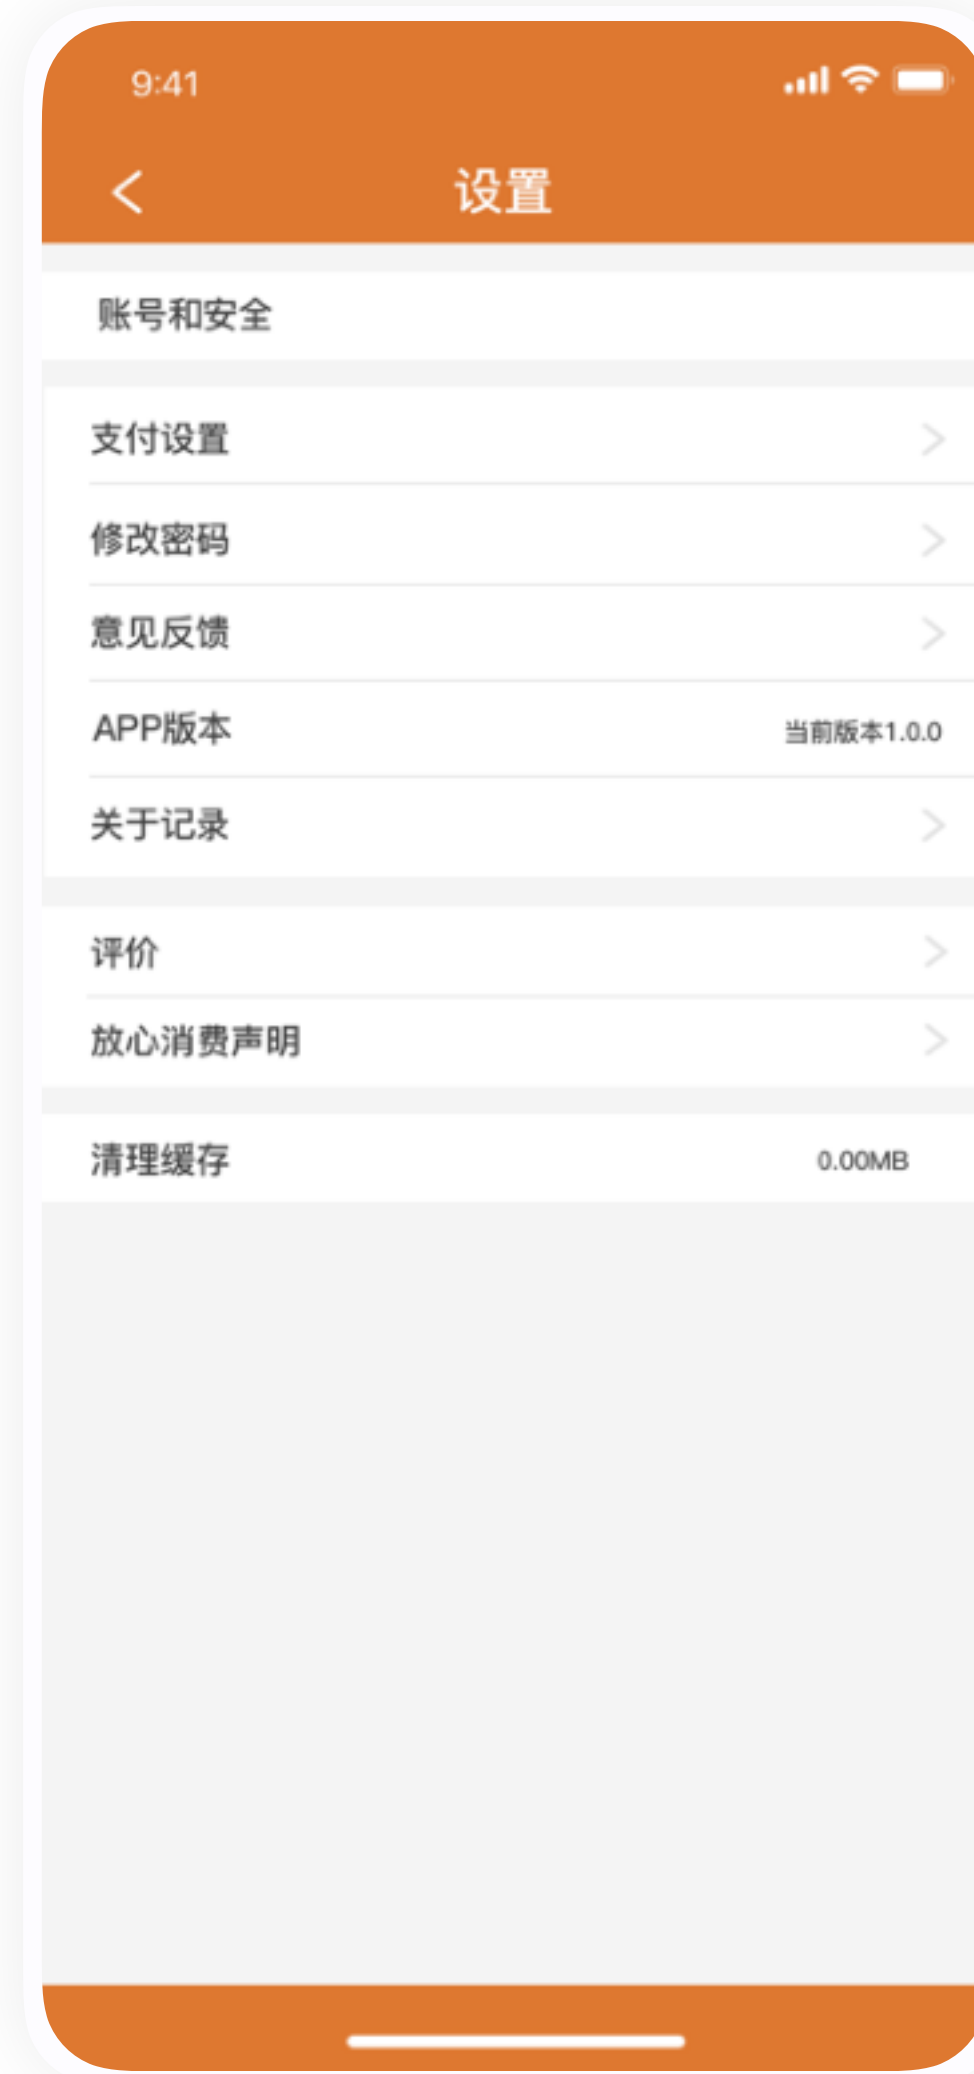 9:41
设置
账号和安全
支付设置
修改密码
意见反馈
APP版本 当前版本1.0.0
关于记录
评价
放心消费声明
清理缓存 0.00MB